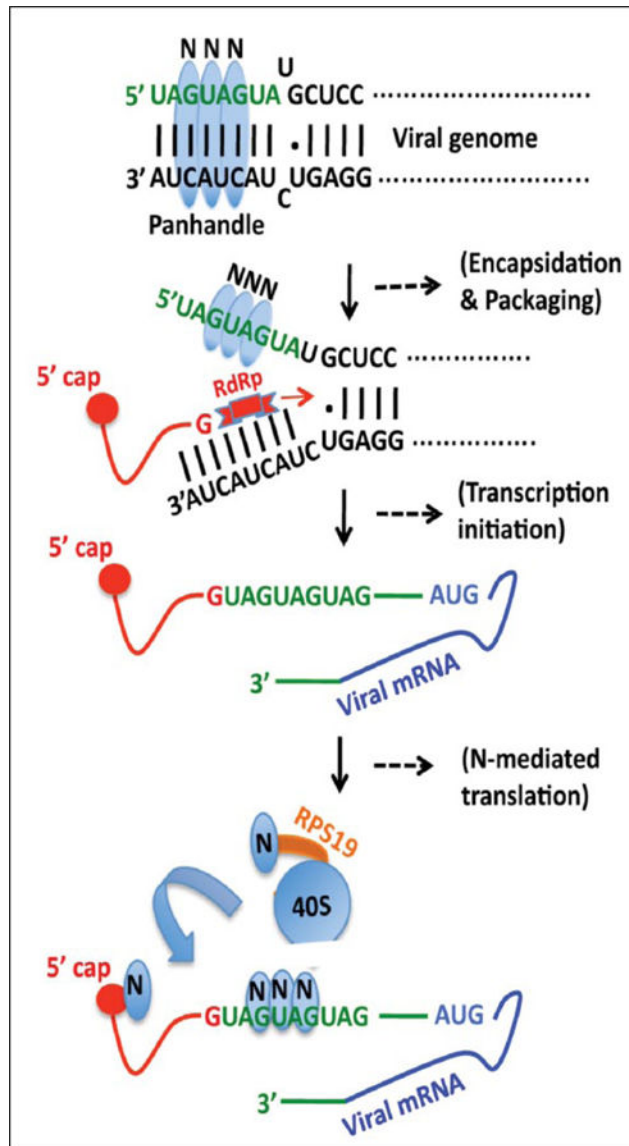 N N N
U
5' UAGUAGUA GCUCC ................................
Viral genome
3' AUCAUCAU UGAGG ................................
C
Panhandle
(Encapsidation
& Packaging)
NNN
5'UAGUAGUAU GCUCC ................
5' cap
RdRp
G
3'AUCAUCAUC UGAGG ................
(Transcription
initiation)
5' cap
GUAGUAGUAG AUG
3' Viral mRNA
(N-mediated
translation)
N RPS19
40S
5' cap N
N N N
GUAGUAGUAG AUG
3' Viral mRNA